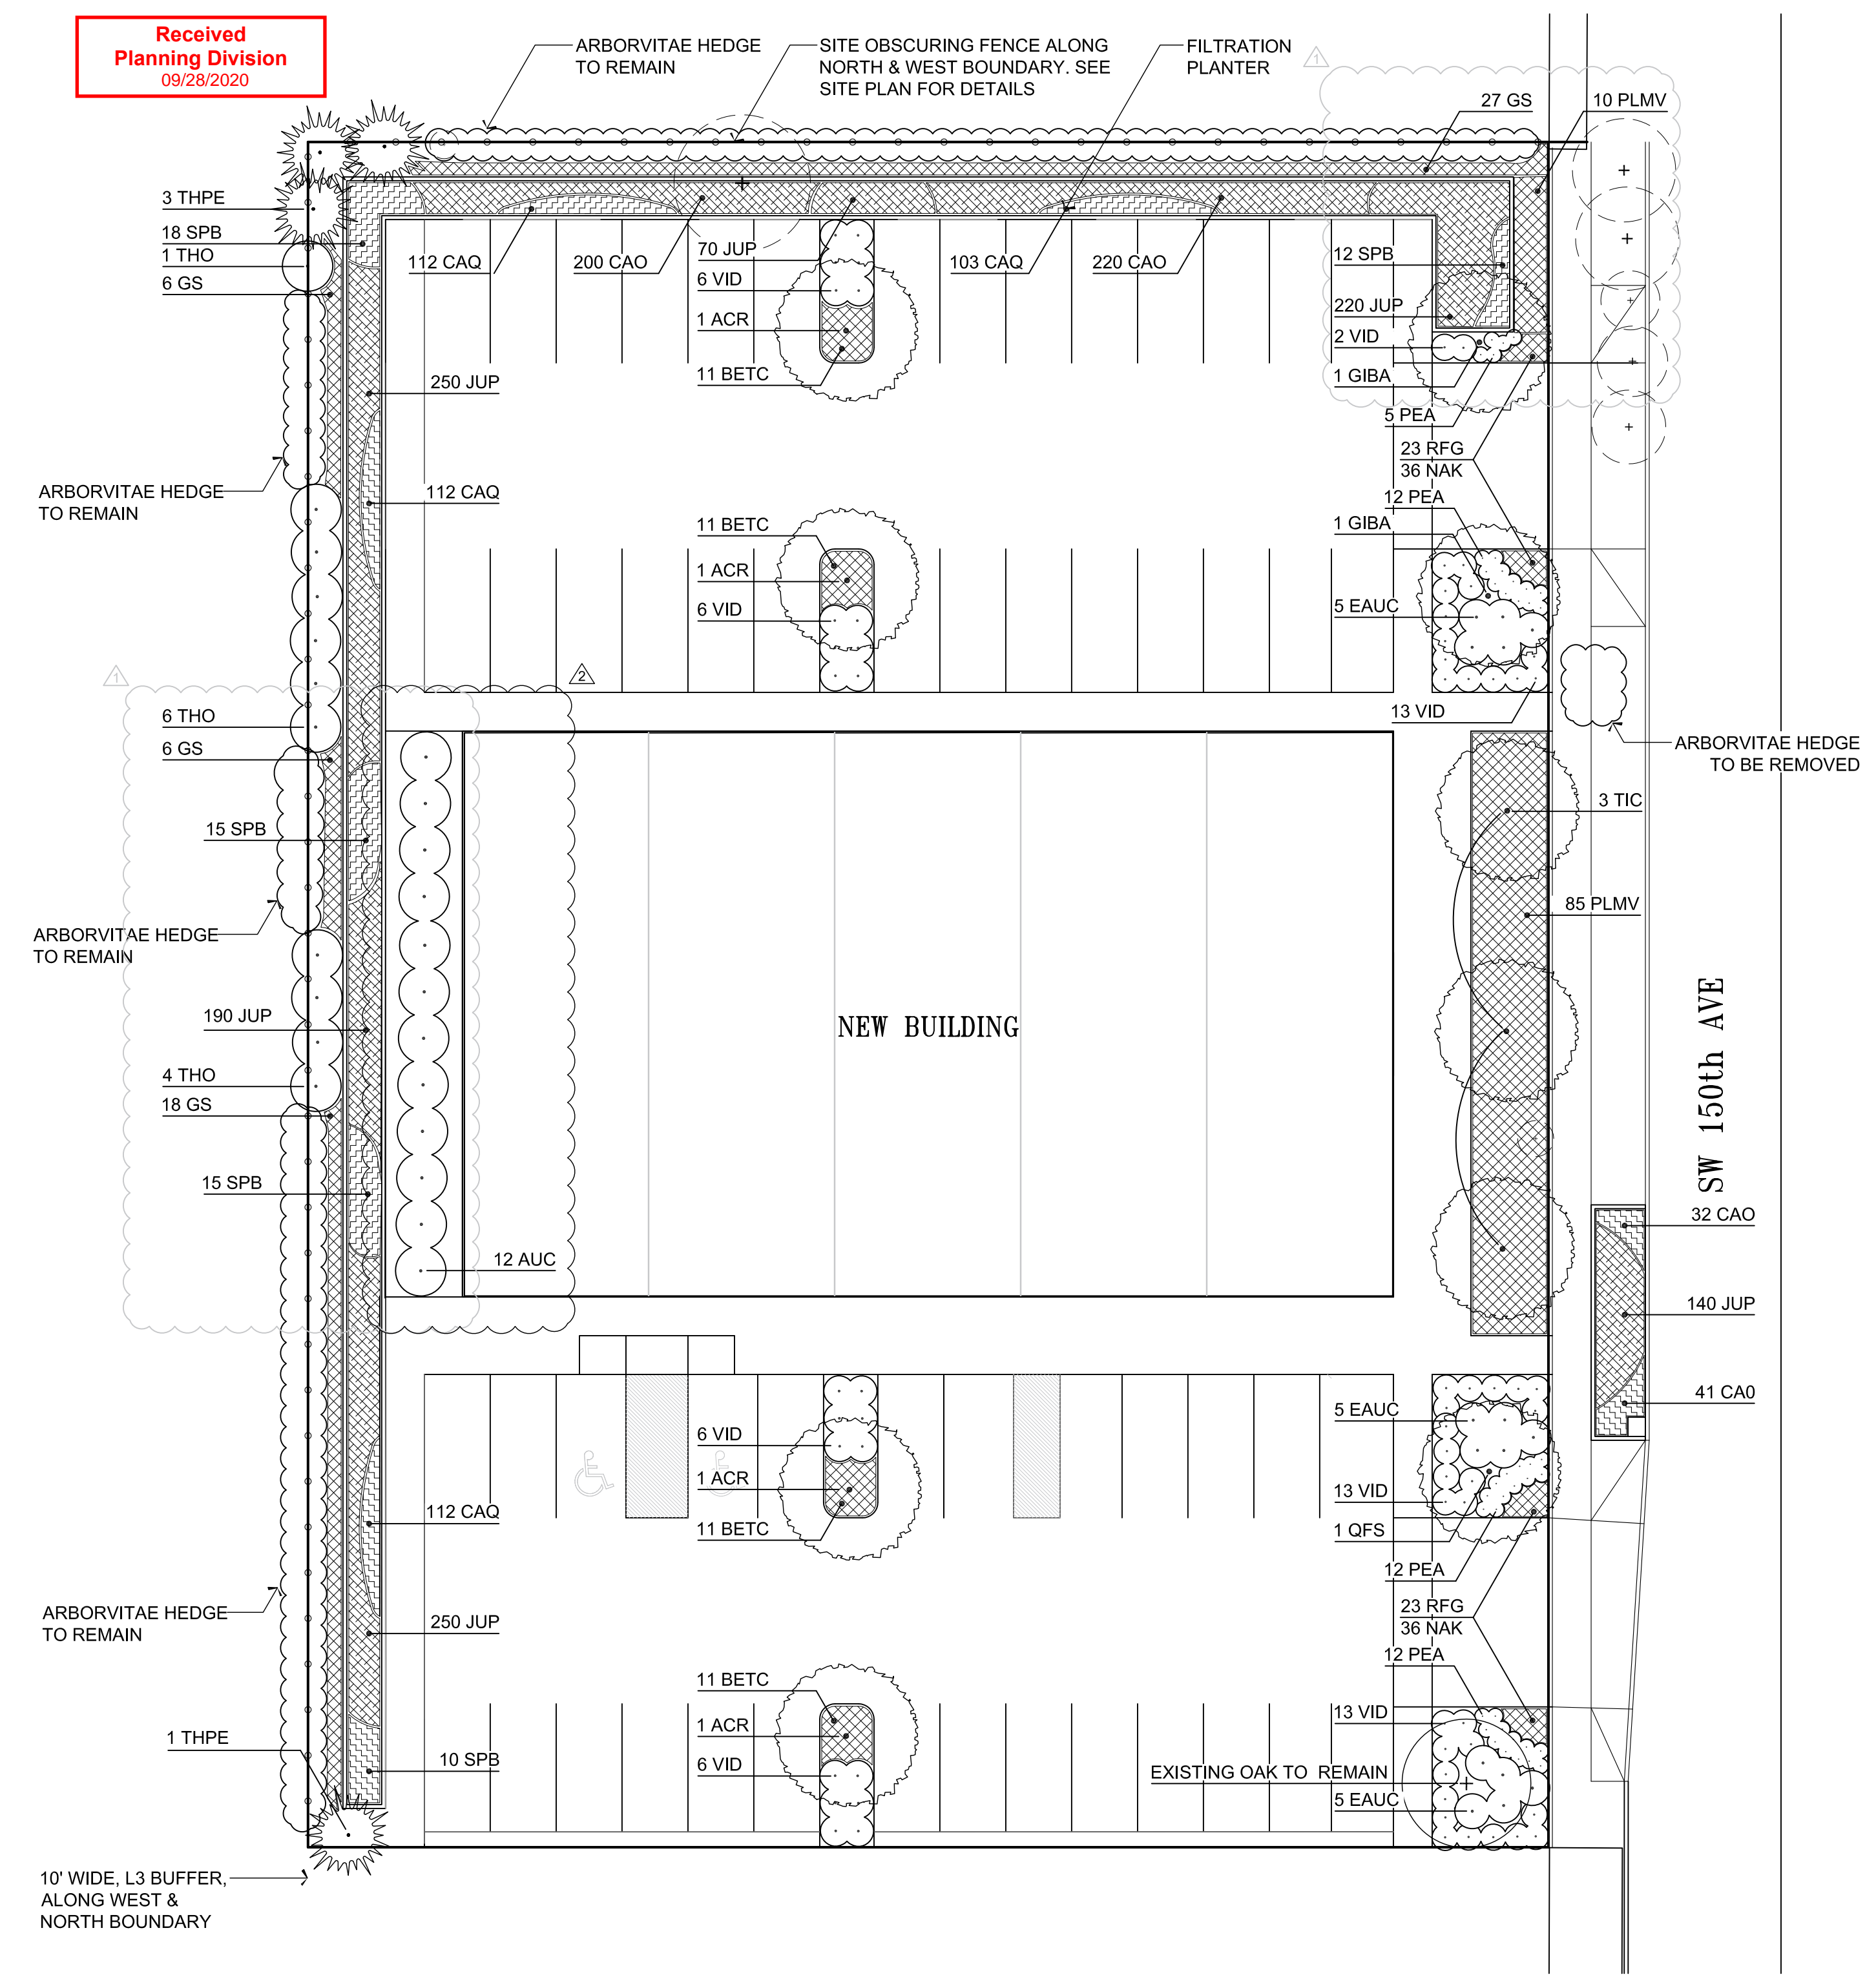 Received
Planning Division
09/28/2020
ARBORVITAE HEDGE
TO REMAIN
SITE OBSCURING FENCE ALONG
NORTH & WEST BOUNDARY. SEE
SITE PLAN FOR DETAILS
FILTRATION
PLANTER
1
27 GS
10 PLMV
3 THPE
18 SPB
1 THO
6 GS
112 CAQ
200 CAO
70 JUP
6 VID
1 ACR
11 BETC
103 CAQ
220 CAO
12 SPB
220 JUP
2 VID
1 GIBA
5 PEA
23 RFG
36 NAK
250 JUP
112 CAQ
ARBORVITAE HEDGE
TO REMAIN
11 BETC
1 ACR
6 VID
12 PEA
1 GIBA
5 EAUC
13 VID
1
2
6 THO
6 GS
ARBORVITAE HEDGE
TO BE REMOVED
15 SPB
3 TIC
85 PLMV
ARBORVITAE HEDGE
TO REMAIN
190 JUP
NEW BUILDING
SW 150th AVE
4 THO
18 GS
15 SPB
12 AUC
32 CAO
140 JUP
41 CA0
6 VID
1 ACR
11 BETC
5 EAUC
13 VID
1 QFS
12 PEA
23 RFG
36 NAK
12 PEA
112 CAQ
ARBORVITAE HEDGE
TO REMAIN
250 JUP
11 BETC
1 ACR
6 VID
13 VID
EXISTING OAK TO REMAIN
5 EAUC
1 THPE
10 SPB
10' WIDE, L3 BUFFER,
ALONG WEST &
NORTH BOUNDARY